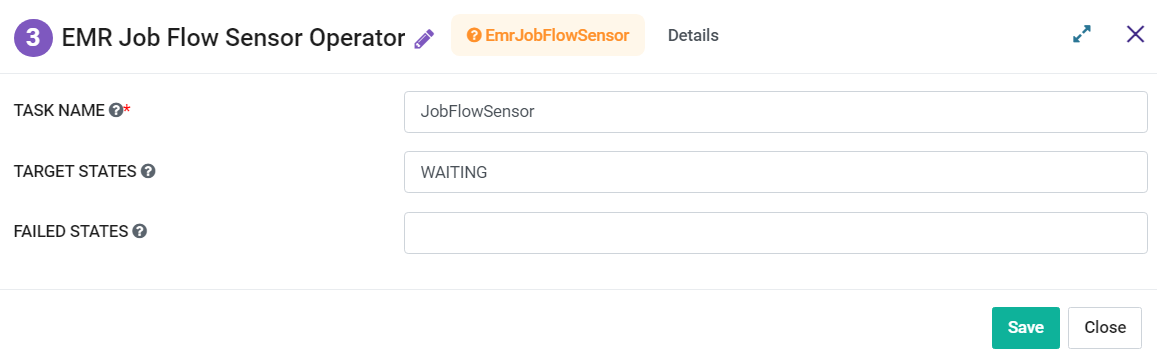 3 EMR Job Flow Sensor Operator EmrJobFlowSensor Details
TASK NAME * JobFlowSensor
TARGET STATES WAITING
FAILED STATES
Save Close